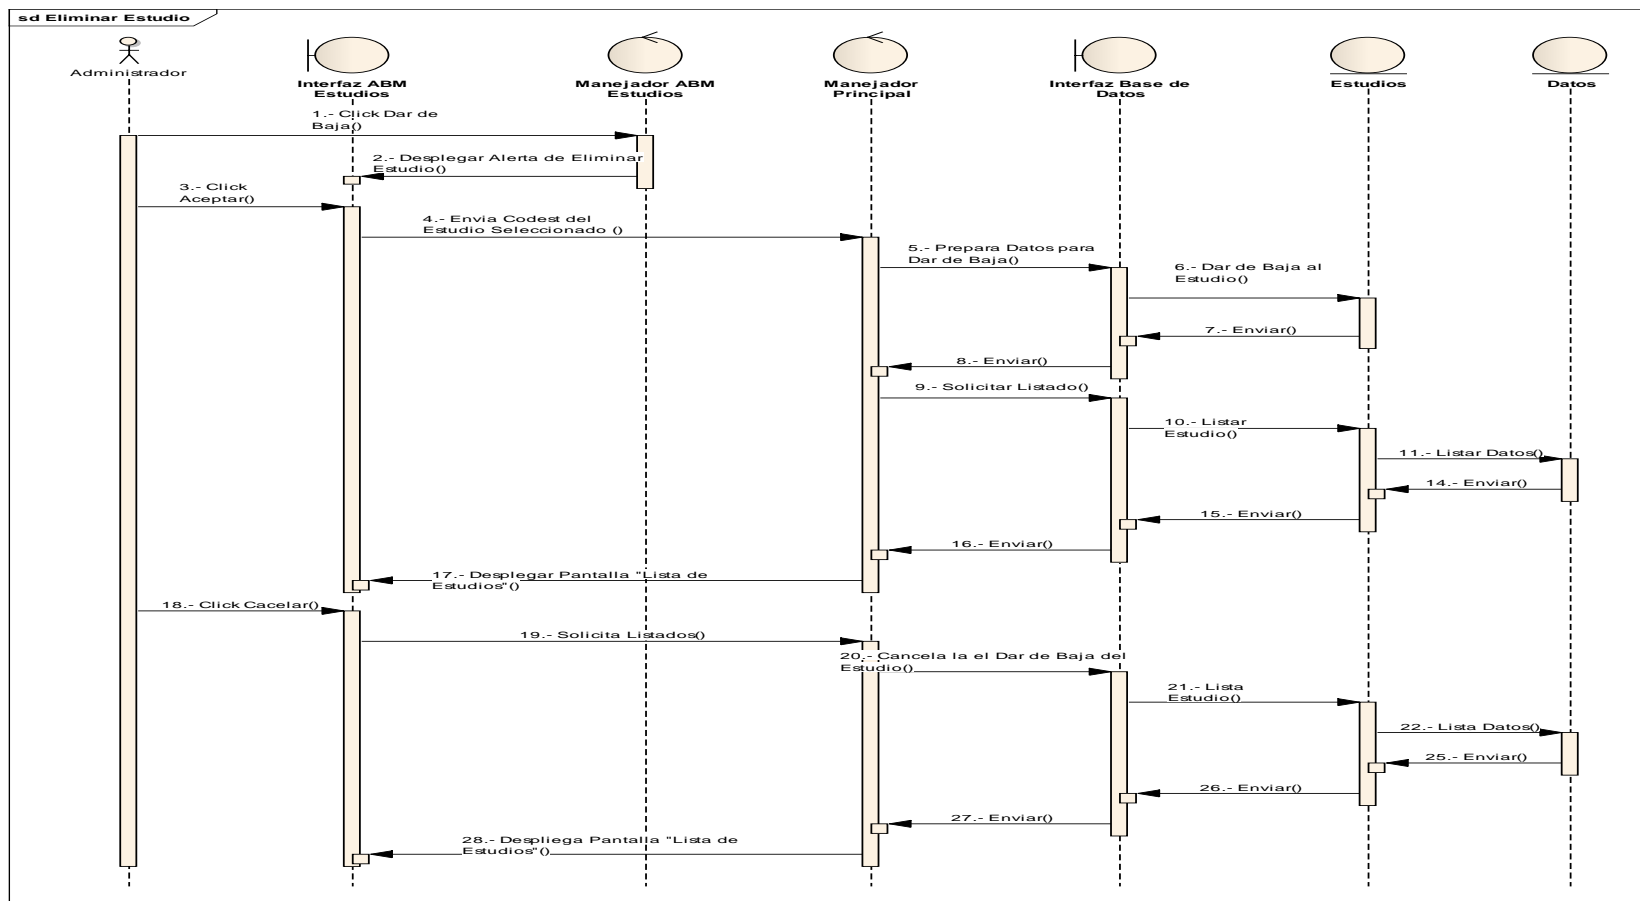 sd Eliminar Estudio
Administrador
Interfaz ABM
Estudios
Manejador ABM
Estudios
Manejador
Principal
Interfaz Base de
Datos
Estudios
Datos
1.- Click Dar de
Baja()
2.- Desplegar Alerta de Eliminar
Estudio()
3.- Click
Aceptar()
4.- Envia Codest del
Estudio Seleccionado ()
5.- Prepara Datos para
Dar de Baja()
6.- Dar de Baja al
Estudio()
7.- Enviar()
8.- Enviar()
9.- Solicitar Listado()
10.- Listar
Estudio()
11.- Listar Datos()
14.- Enviar()
15.- Enviar()
16.- Enviar()
17.- Desplegar Pantalla "Lista de
Estudios"()
18.- Click Cacelar()
19.- Solicita Listados()
20.- Cancela la el Dar de Baja del
Estudio()
21.- Lista
Estudio()
22.- Lista Datos()
25.- Enviar()
26.- Enviar()
27.- Enviar()
28.- Despliega Pantalla "Lista de
Estudios"()